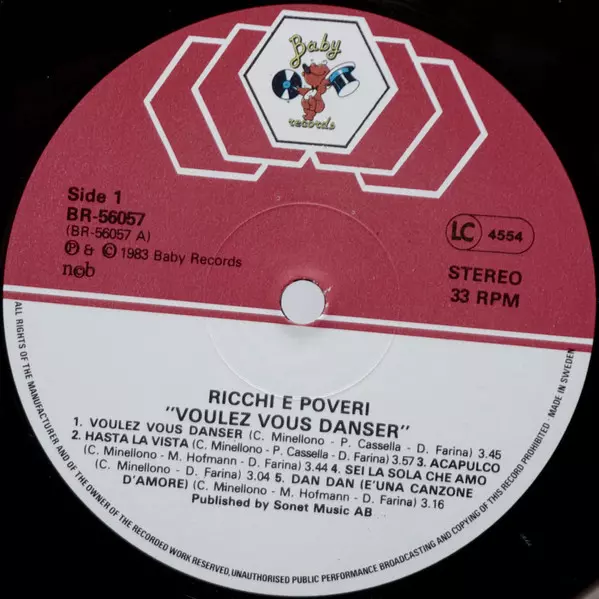 Baby
records
Side 1
BR-56057
(BR-56057 A)
Ⓟ & © 1983 Baby Records
n©b
LC 4554
STEREO
33 RPM
RICCHI E POVERI
"VOULEZ VOUS DANSER"
1. VOULEZ VOUS DANSER (C. Minellono - P. Cassella - D. Farina) 3.45
2. HASTA LA VISTA (C. Minellono - P. Cassella - D. Farina) 3.57 3. ACAPULCO
(C. Minellono - M. Hofmann - D. Farina) 3.44 4. SEI LA SOLA CHE AMO
(C. Minellono - D. Farina) 3.04 5. DAN DAN (E'UNA CANZONE
D'AMORE) (C. Minellono - M. Hofmann - D. Farina) 3.16
Published by Sonet Music AB
ALL RIGHTS OF THE MANUFACTURER AND OF THE OWNER OF THE RECORDED WORK RESERVED, UNAUTHORISED PUBLIC PERFORMANCE BROADCASTING AND COPYING OF THIS RECORD PROHIBITED · MADE IN SWEDEN